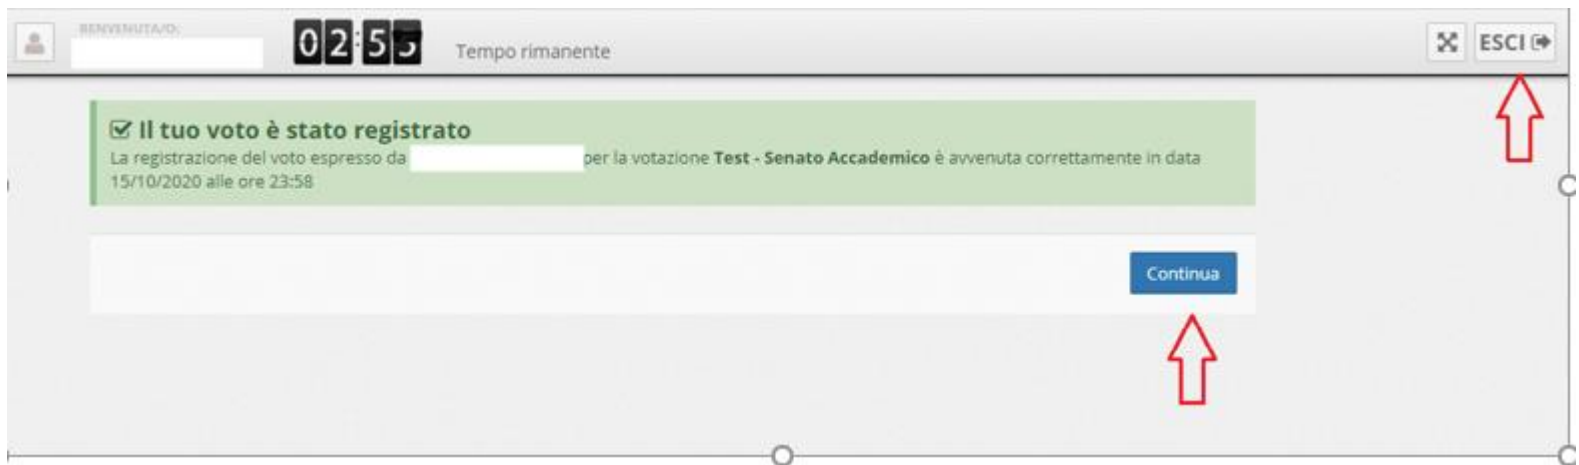 BENVENUTA/O:
02:55 Tempo rimanente
ESCI
Il tuo voto è stato registrato
La registrazione del voto espresso da per la votazione Test - Senato Accademico è avvenuta correttamente in data
15/10/2020 alle ore 23:58
Continua